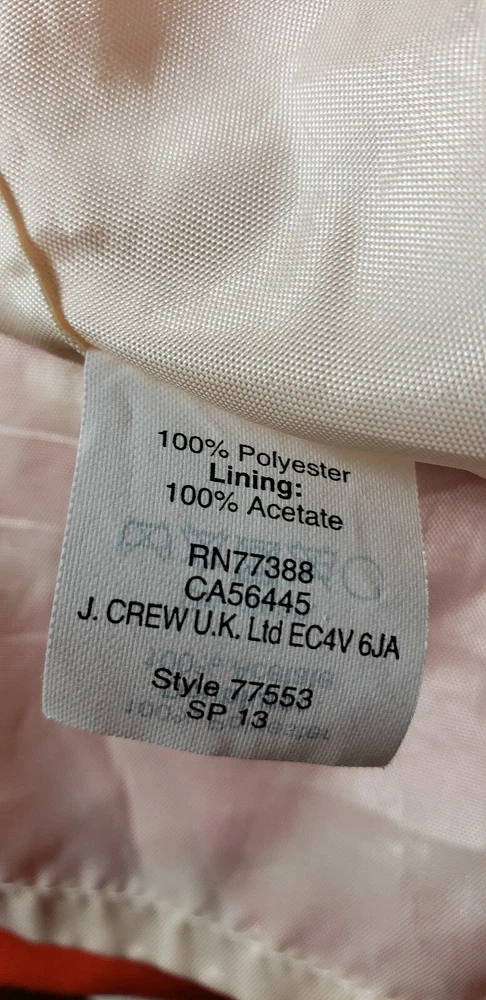 100% Polyester
Lining:
100% Acetate
RN77388
CA56445
J. CREW U.K. Ltd EC4V 6JA
Style 77553
SP 13